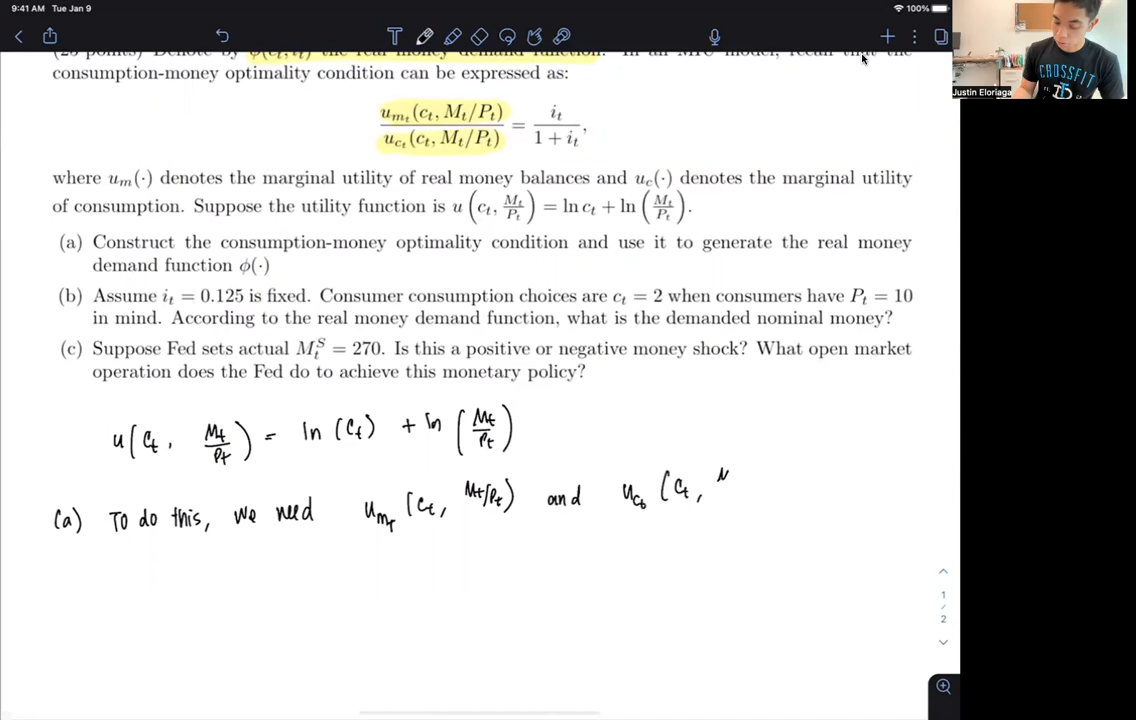 9:41 AM Tue Jan 9
100%
consumption-money optimality condition can be expressed as:
u_{m_t}(c_t, M_t/P_t) / u_{c_t}(c_t, M_t/P_t) = i_t / (1 + i_t),
where u_m(·) denotes the marginal utility of real money balances and u_c(·) denotes the marginal utility
of consumption. Suppose the utility function is u(c_t, M_t/P_t) = ln c_t + ln(M_t/P_t).
(a) Construct the consumption-money optimality condition and use it to generate the real money
demand function ϕ(·)
(b) Assume i_t = 0.125 is fixed. Consumer consumption choices are c_t = 2 when consumers have P_t = 10
in mind. According to the real money demand function, what is the demanded nominal money?
(c) Suppose Fed sets actual M_t^S = 270. Is this a positive or negative money shock? What open market
operation does the Fed do to achieve this monetary policy?
u(c_t, M_t/P_t) = ln(c_t) + ln(M_t/P_t)
(a) To do this, we need u_{m_t}(c_t, M_t/P_t) and u_{c_t}(c_t,
1
/
2
Justin Eloriaga
CROSSFIT